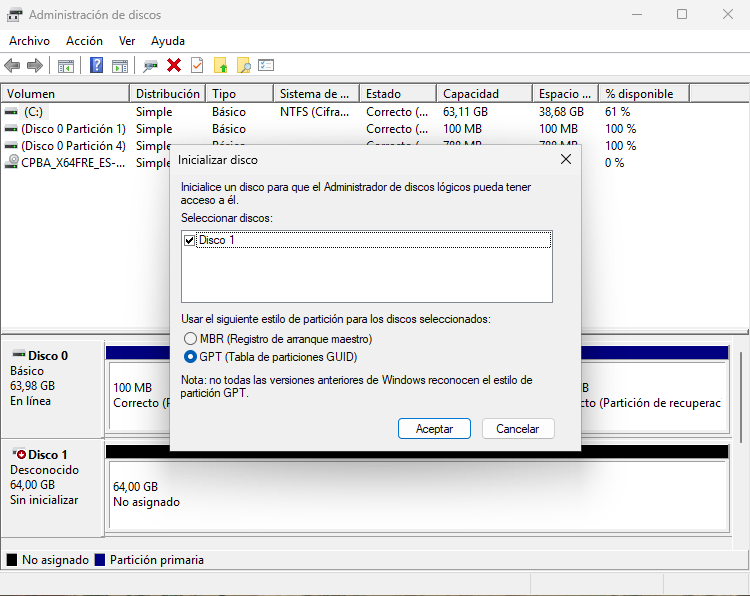 Administración de discos
Archivo Acción Ver Ayuda
Volumen Distribución Tipo Sistema de ... Estado Capacidad Espacio ... % disponible
(C:) Simple Básico NTFS (Cifra... Correcto (... 63,11 GB 38,68 GB 61 %
(Disco 0 Partición 1) Simple Básico Correcto (... 100 MB 100 MB 100 %
(Disco 0 Partición 4) Simple Básico Correcto (... 788 MB 788 MB 100 %
CPBA_X64FRE_ES-... Simple 0 %
Inicializar disco
Inicialice un disco para que el Administrador de discos lógicos pueda tener
acceso a él.
Seleccionar discos:
Disco 1
Usar el siguiente estilo de partición para los discos seleccionados:
MBR (Registro de arranque maestro)
GPT (Tabla de particiones GUID)
Nota: no todas las versiones anteriores de Windows reconocen el estilo de
partición GPT.
Aceptar Cancelar
Disco 0
Básico
63,98 GB
En línea
100 MB
Correcto (P
B
cto (Partición de recuperac
Disco 1
Desconocido
64,00 GB
Sin inicializar
64,00 GB
No asignado
No asignado Partición primaria